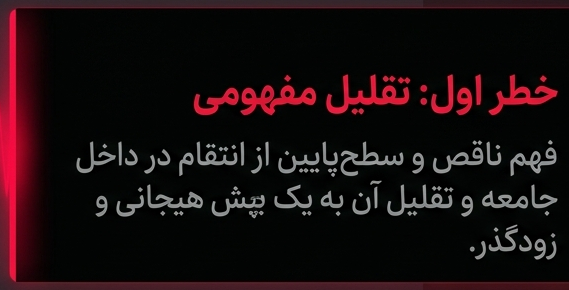 خطر اول: تقلیل مفهومی
فهم ناقص و سطح‌پایین از انتقام در داخل
جامعه و تقلیل آن به یک هیجانی و
زودگذر.